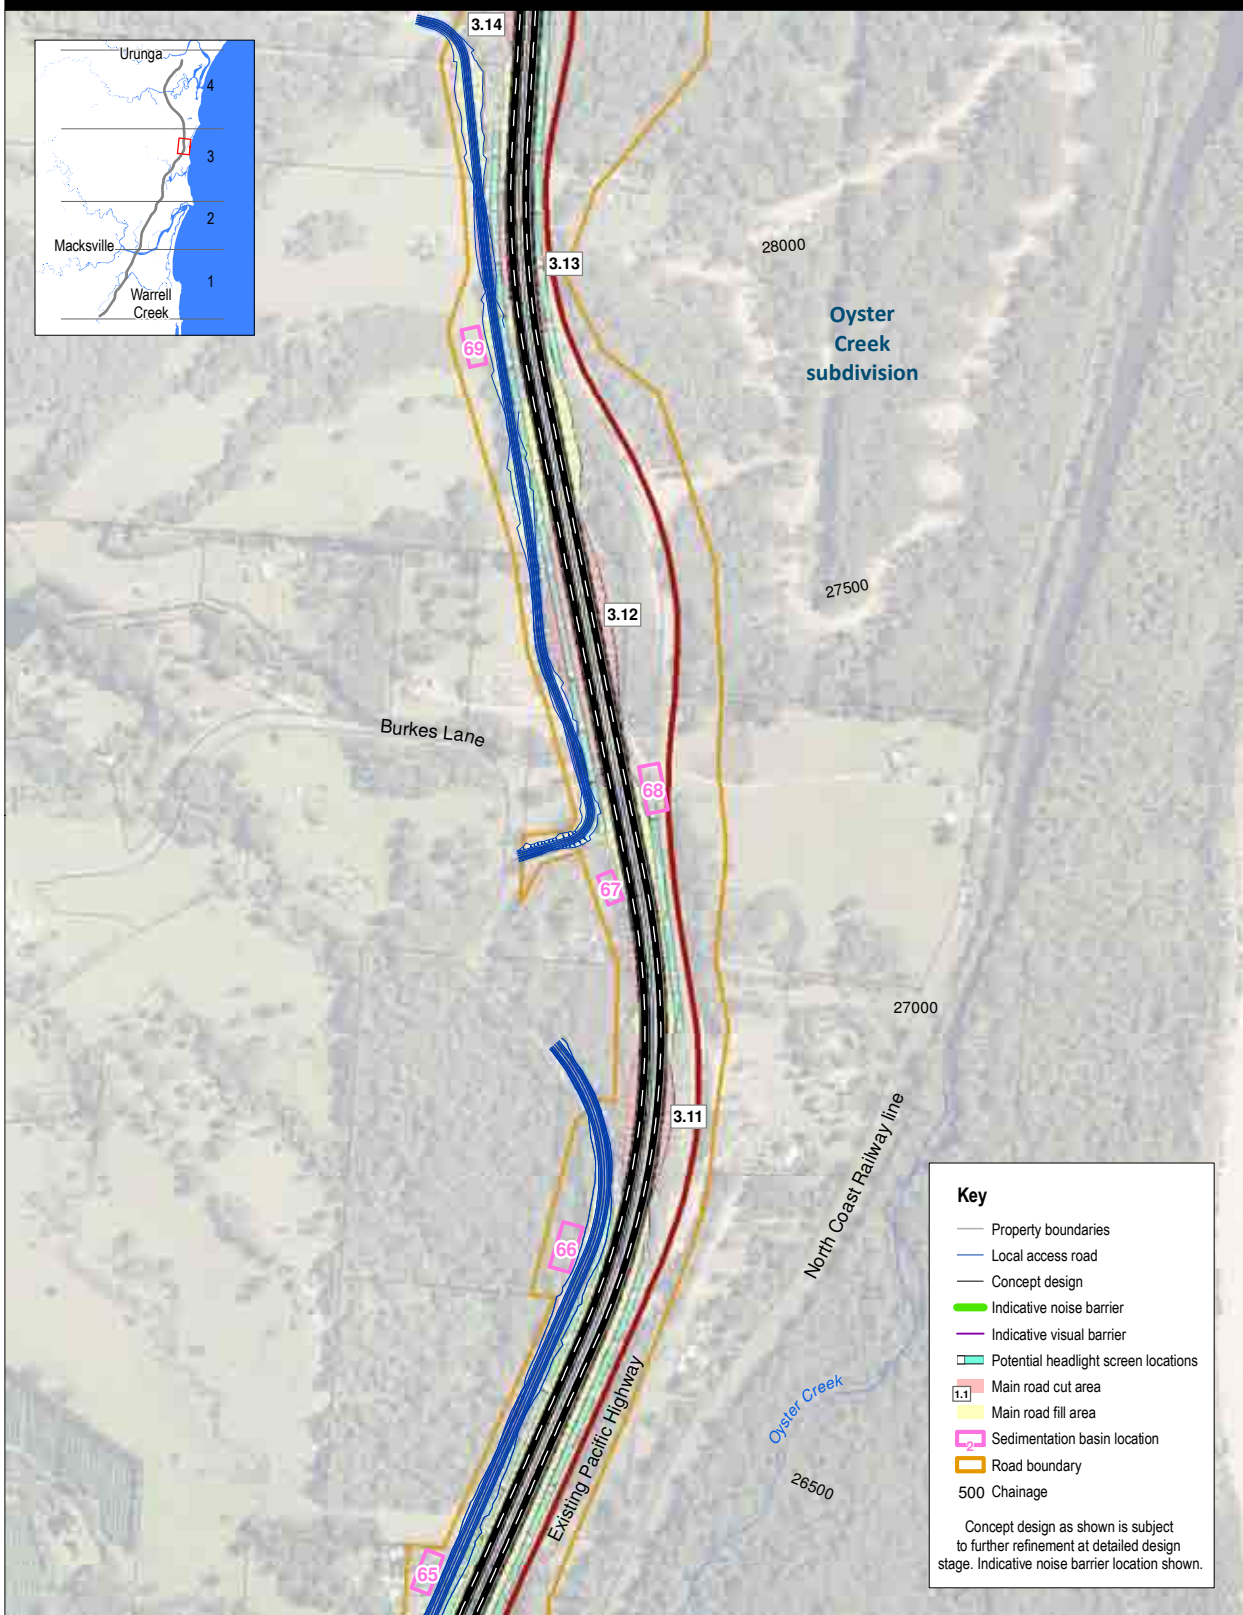 3.14
Urunga
4
3
2
Macksville
1
Warrell
Creek
28000
3.13
Oyster
Creek
subdivision
69
27500
3.12
Burkes Lane
68
67
27000
3.11
North Coast Railway line
66
Existing Pacific Highway
Oyster Creek
26500
65
Key
Property boundaries
Local access road
Concept design
Indicative noise barrier
Indicative visual barrier
Potential headlight screen locations
1.1 Main road cut area
Main road fill area
2 Sedimentation basin location
Road boundary
500 Chainage
Concept design as shown is subject
to further refinement at detailed design
stage. Indicative noise barrier location shown.